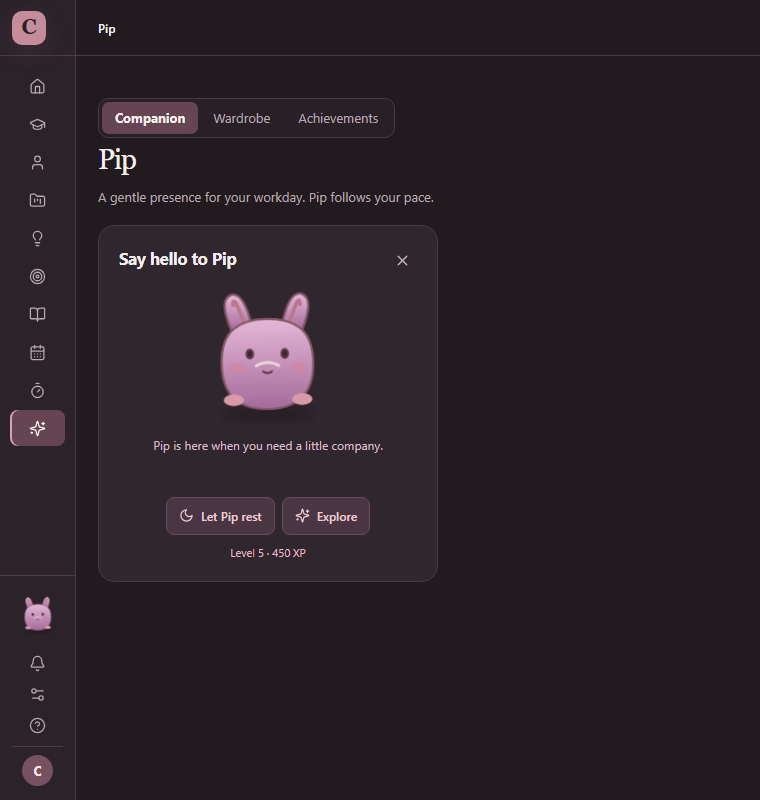 C
Pip
Companion
Wardrobe
Achievements
Pip
A gentle presence for your workday. Pip follows your pace.
Say hello to Pip
Pip is here when you need a little company.
Let Pip rest
Explore
Level 5 · 450 XP
C